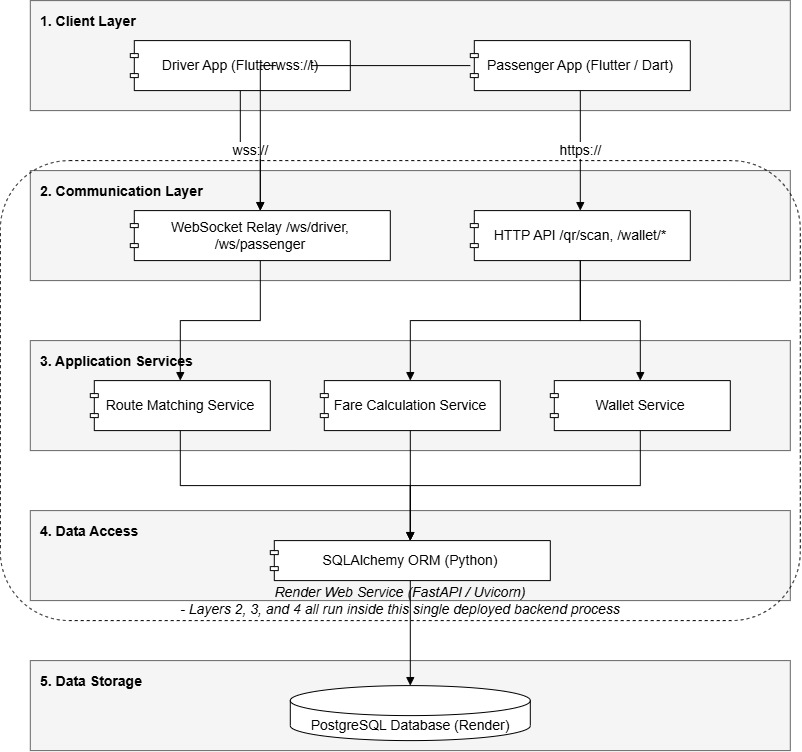 1. Client Layer
Driver App (Flutter
wss://
Passenger App (Flutter / Dart)
wss://
https://
2. Communication Layer
WebSocket Relay /ws/driver,
/ws/passenger
HTTP API /qr/scan, /wallet/*
3. Application Services
Route Matching Service
Fare Calculation Service
Wallet Service
4. Data Access
SQLAlchemy ORM (Python)
Render Web Service (FastAPI / Uvicorn)
- Layers 2, 3, and 4 all run inside this single deployed backend process
5. Data Storage
PostgreSQL Database (Render)